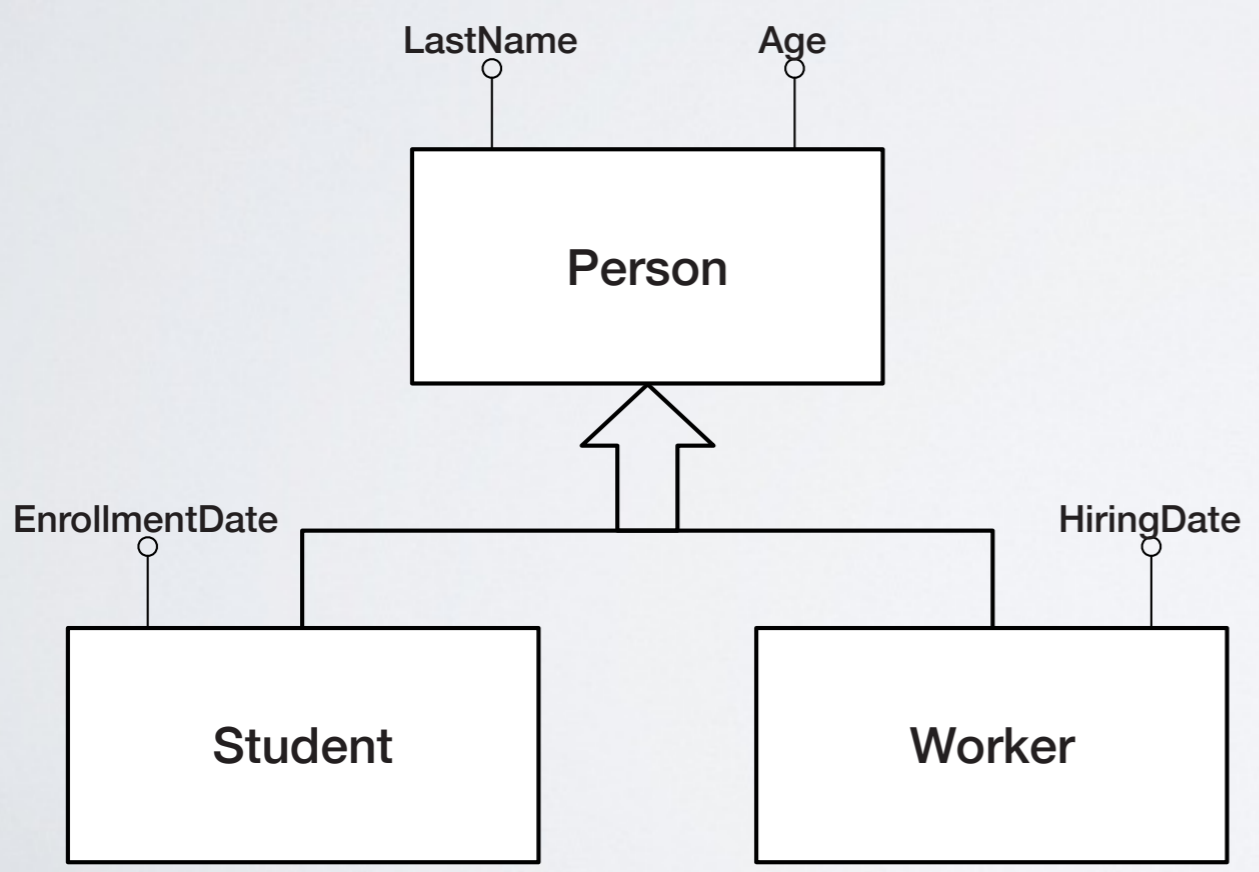 LastName
Age
Person
EnrollmentDate
HiringDate
Student
Worker